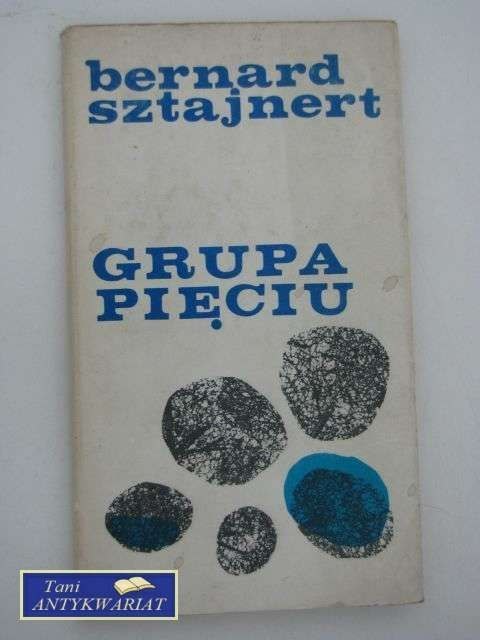 bernard
sztajnert
GRUPA
PIĘCIU
Tani
ANTYKWARIAT